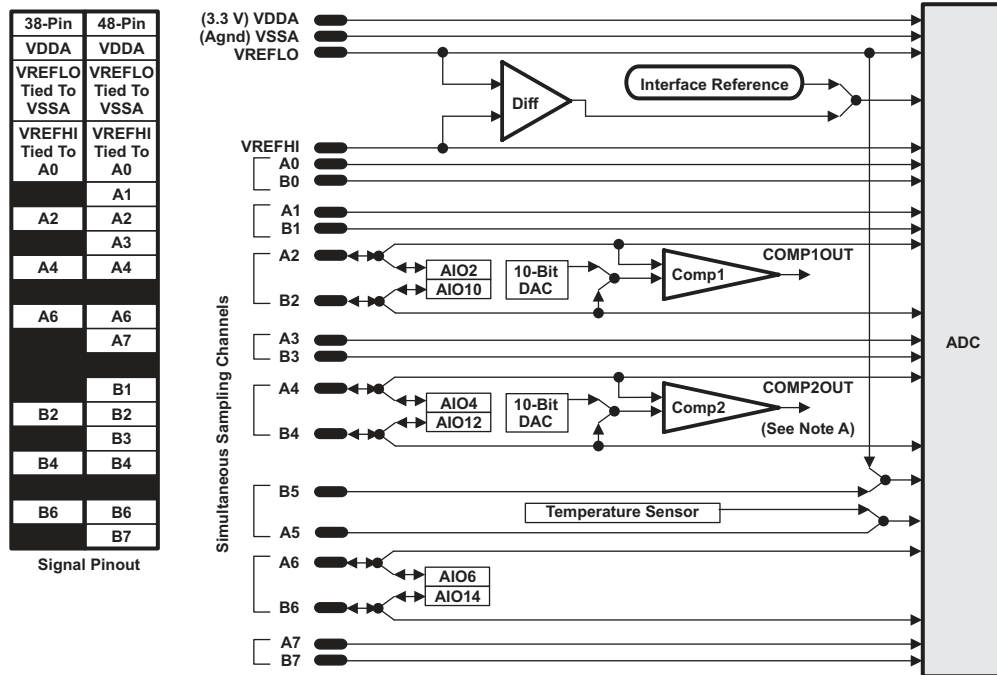 38-Pin 48-Pin
VDDA VDDA
VREFLO VREFLO
Tied To Tied To
VSSA VSSA
VREFHI VREFHI
Tied To Tied To
A0 A0
A1
A2 A2
A3
A4 A4
A6 A6
A7
B1
B2 B2
B3
B4 B4
B6 B6
B7
Signal Pinout
Simultaneous Sampling Channels
(3.3 V) VDDA
(Agnd) VSSA
VREFLO
Interface Reference
Diff
VREFHI
A0
B0
A1
B1
A2
AIO2
AIO10
10-Bit
DAC
Comp1
COMP1OUT
B2
A3
B3
ADC
A4
AIO4
AIO12
10-Bit
DAC
Comp2
COMP2OUT
(See Note A)
B4
B5
Temperature Sensor
A5
A6
AIO6
AIO14
B6
A7
B7